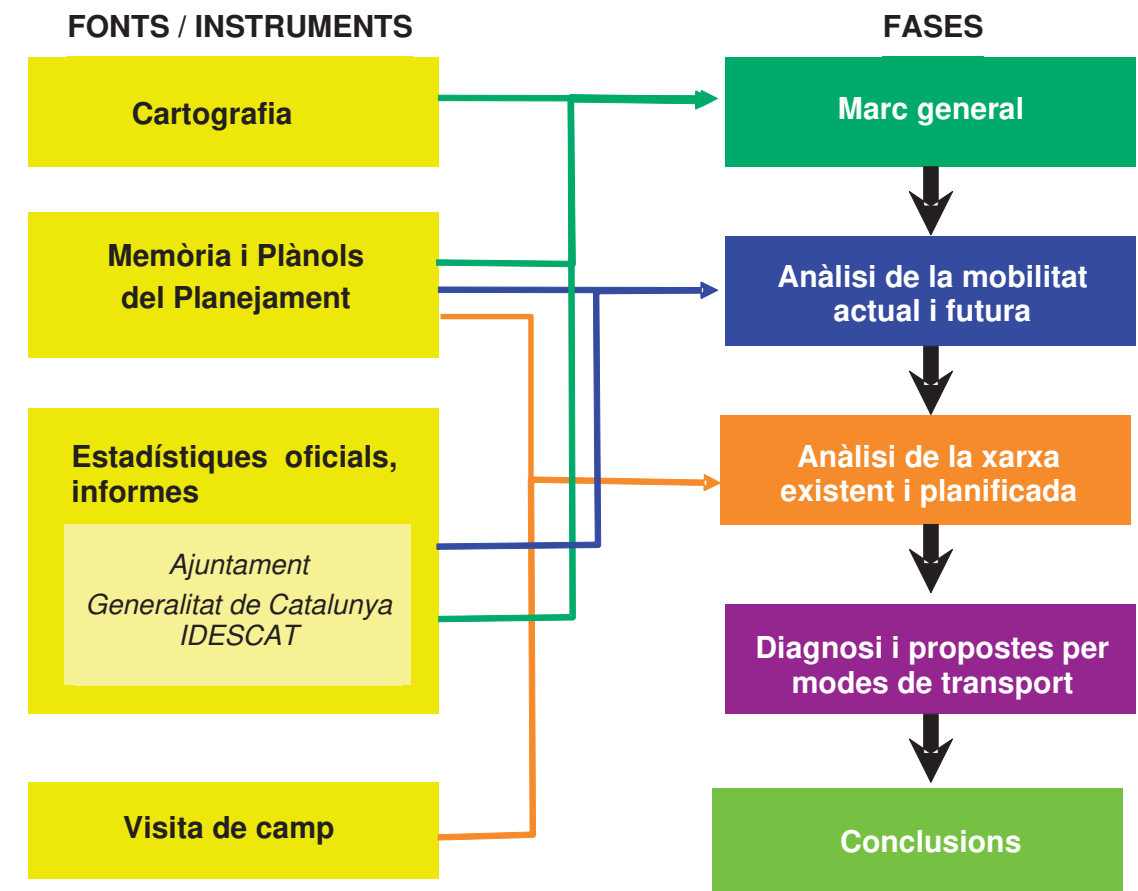 FONTS / INSTRUMENTS
Cartografia
Memòria i Plànols
del Planejament
Estadístiques oficials,
informes
Ajuntament
Generalitat de Catalunya
IDESCAT
Visita de camp
FASES
Marc general
Anàlisi de la mobilitat
actual i futura
Anàlisi de la xarxa
existent i planificada
Diagnosi i propostes per
modes de transport
Conclusions